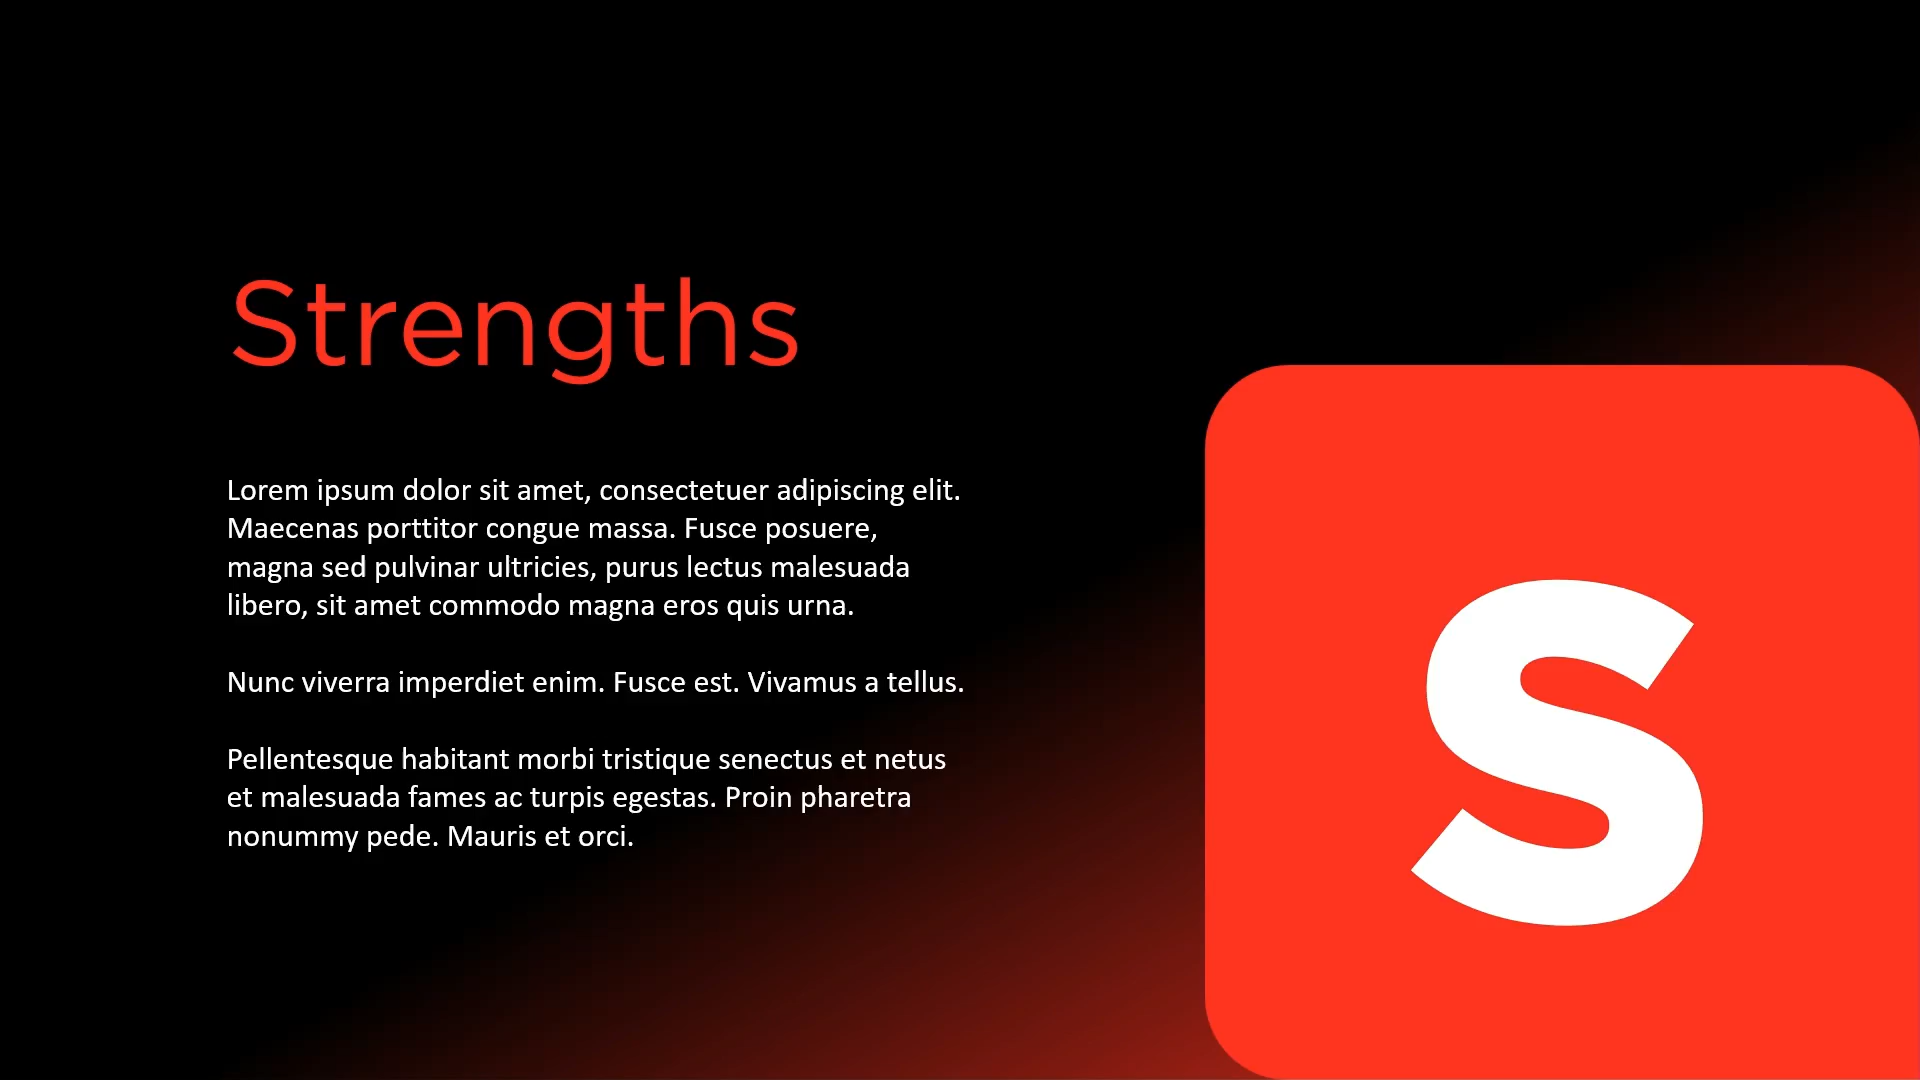 Strengths
Lorem ipsum dolor sit amet, consectetuer adipiscing elit.
Maecenas porttitor congue massa. Fusce posuere,
magna sed pulvinar ultricies, purus lectus malesuada
libero, sit amet commodo magna eros quis urna.
Nunc viverra imperdiet enim. Fusce est. Vivamus a tellus.
Pellentesque habitant morbi tristique senectus et netus
et malesuada fames ac turpis egestas. Proin pharetra
nonummy pede. Mauris et orci.
S